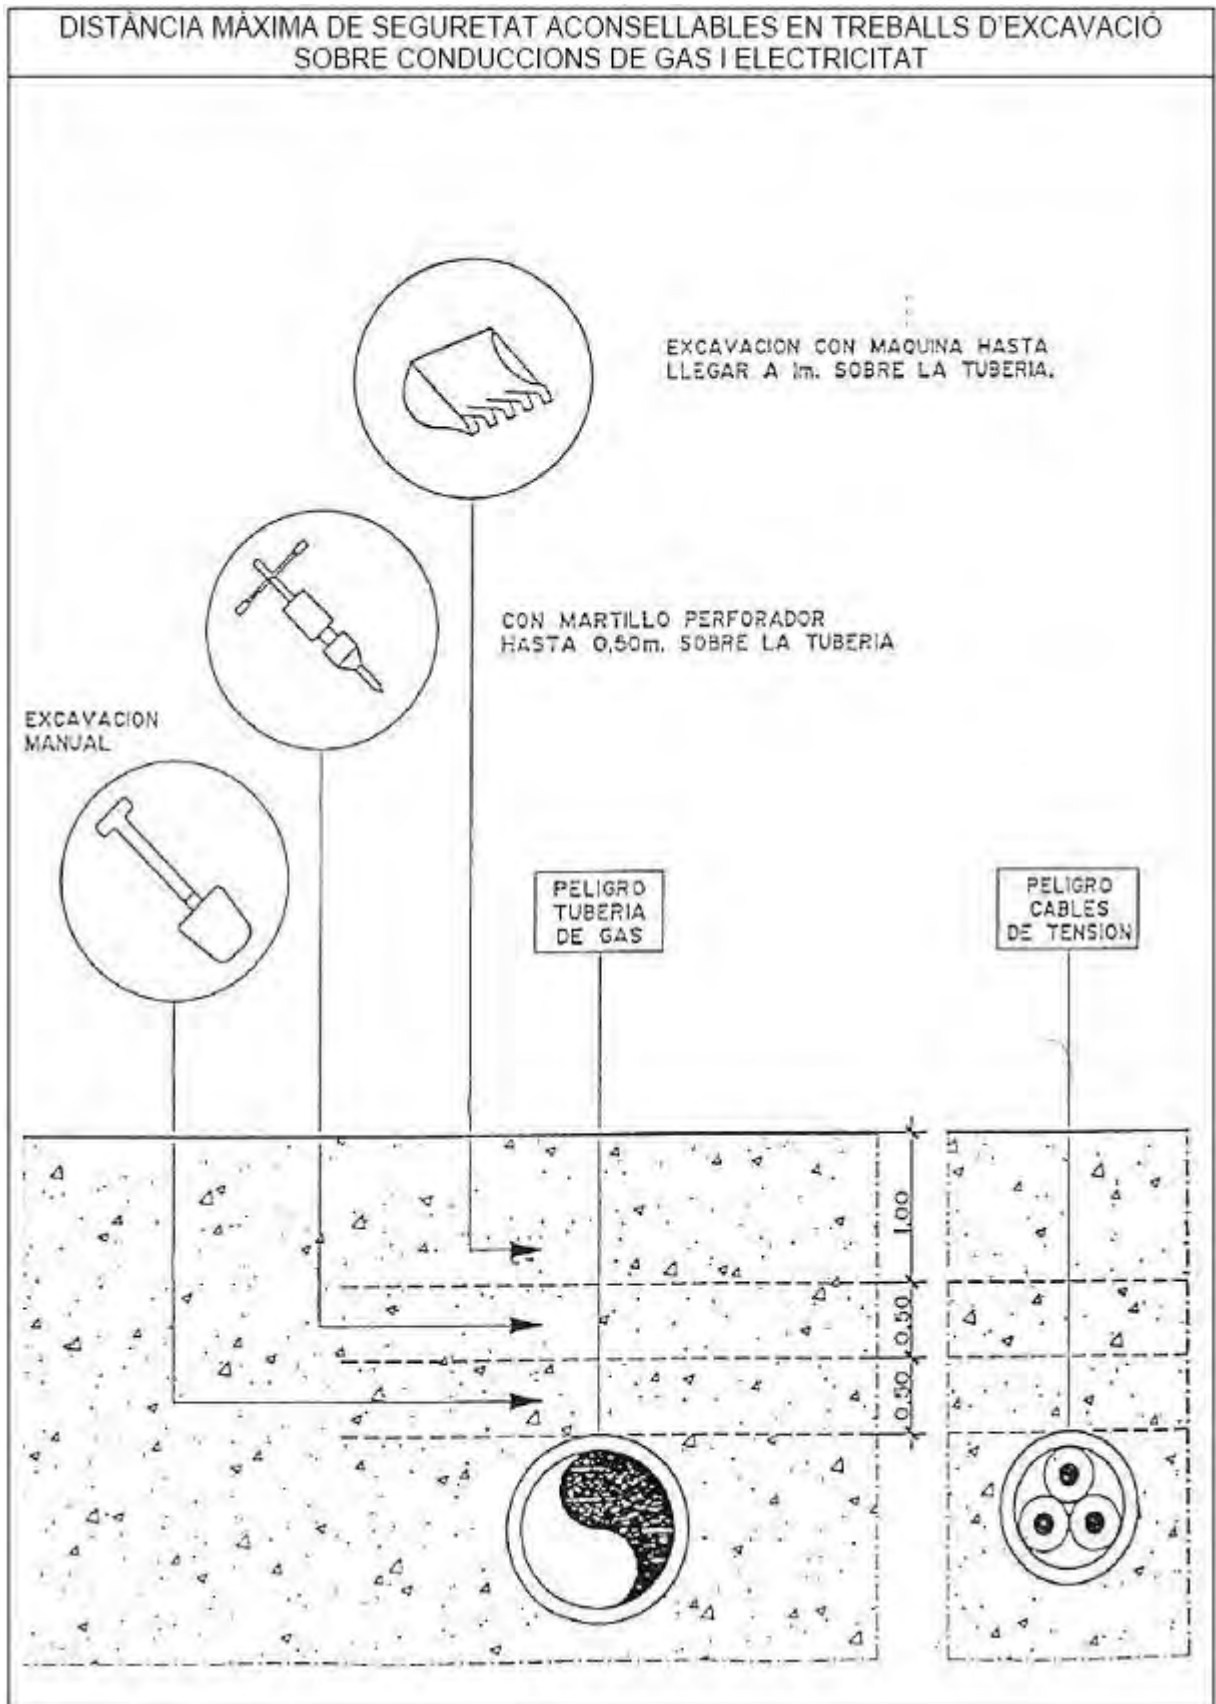 DISTÀNCIA MÀXIMA DE SEGURETAT ACONSELLABLES EN TREBALLS D'EXCAVACIÓ
SOBRE CONDUCCIONS DE GAS I ELECTRICITAT
EXCAVACION CON MAQUINA HASTA
LLEGAR A 1m. SOBRE LA TUBERIA.
CON MARTILLO PERFORADOR
HASTA 0,50m. SOBRE LA TUBERIA
EXCAVACION
MANUAL
PELIGRO
TUBERIA
DE GAS
PELIGRO
CABLES
DE TENSION
1.00
0.50
0.50